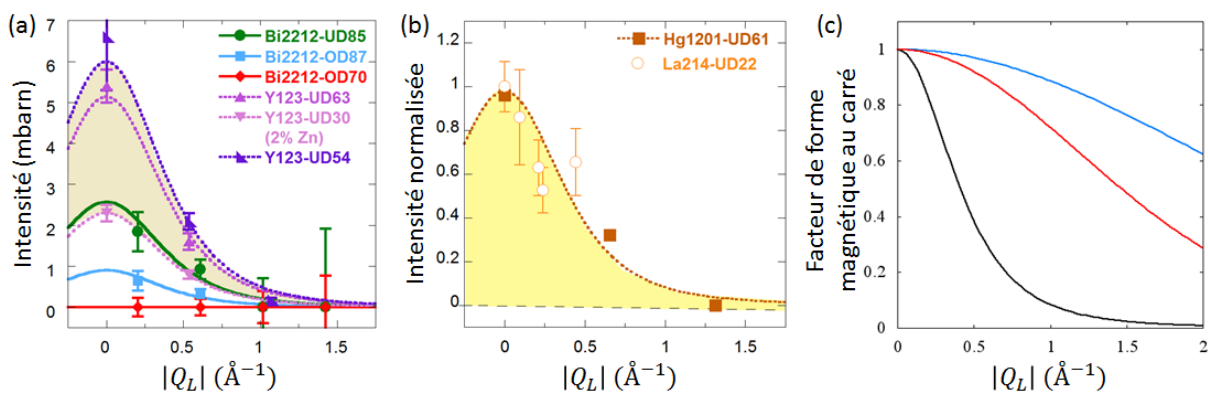 (a)
Intensité (mbarn)
7
6
5
4
3
2
1
0
Bi2212-UD85
Bi2212-OD87
Bi2212-OD70
Y123-UD63
Y123-UD30
(2% Zn)
Y123-UD54
0
0.5
1
1.5
|Q_L| (Å⁻¹)
(b)
Intensité normalisée
1.2
1
0.8
0.6
0.4
0.2
0
Hg1201-UD61
La214-UD22
0
0.5
1
1.5
|Q_L| (Å⁻¹)
(c)
Facteur de forme
magnétique au carré
1
0.8
0.6
0.4
0.2
0
0
0.5
1
1.5
2
|Q_L| (Å⁻¹)